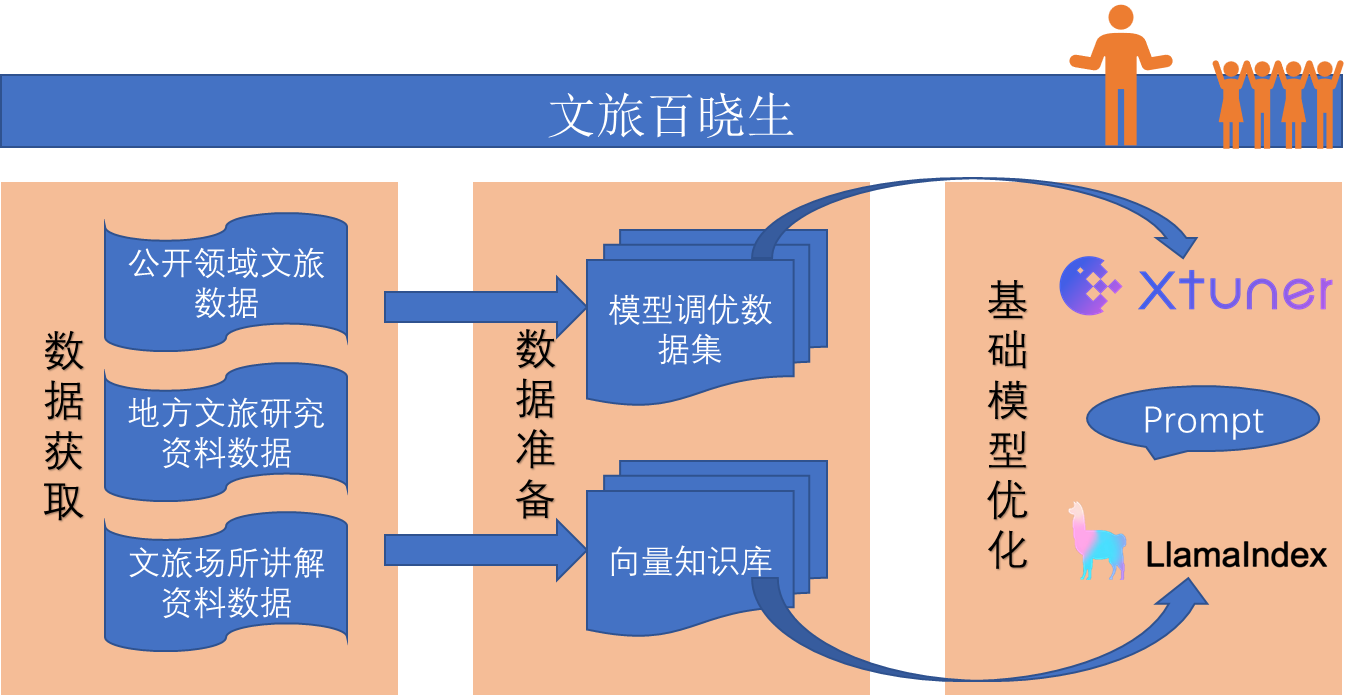 文旅百晓生
数据获取
公开领域文旅
数据
地方文旅研究
资料数据
文旅场所讲解
资料数据
数据准备
模型调优数
据集
向量知识库
基础模型优化
Xtuner
Prompt
LlamaIndex